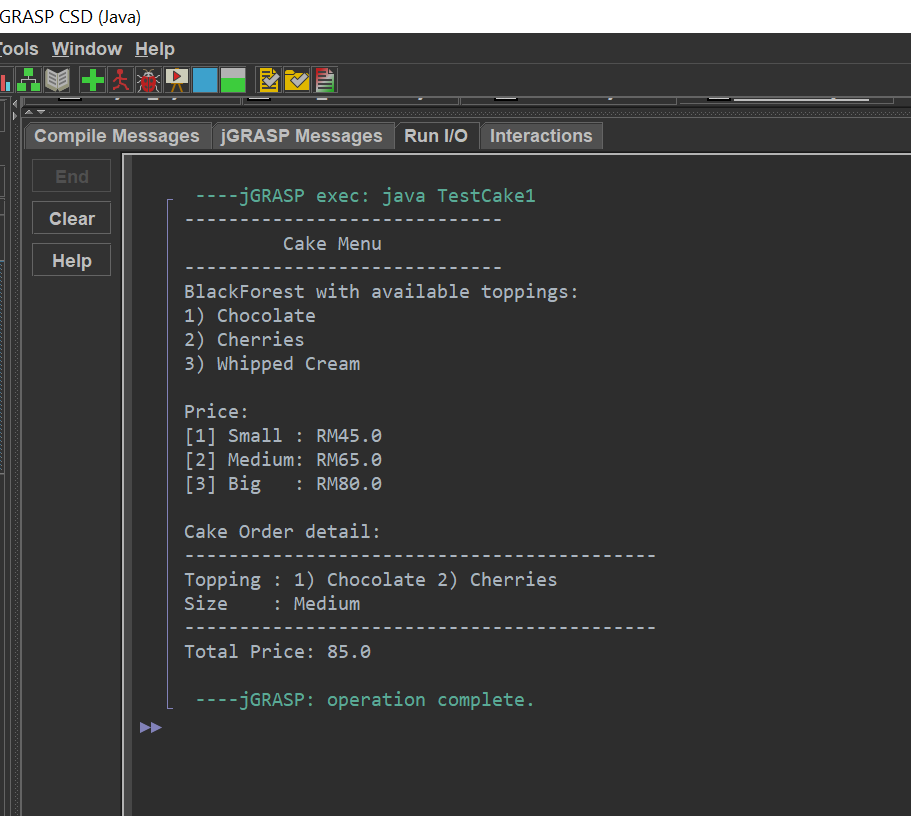 GRASP CSD (Java)
Tools Window Help
Compile Messages jGRASP Messages Run I/O Interactions
End
Clear
Help
----jGRASP exec: java TestCake1
-----------------------------
Cake Menu
-----------------------------
BlackForest with available toppings:
1) Chocolate
2) Cherries
3) Whipped Cream
Price:
[1] Small : RM45.0
[2] Medium: RM65.0
[3] Big   : RM80.0
Cake Order detail:
-------------------------------------------
Topping : 1) Chocolate 2) Cherries
Size    : Medium
-------------------------------------------
Total Price: 85.0
----jGRASP: operation complete.